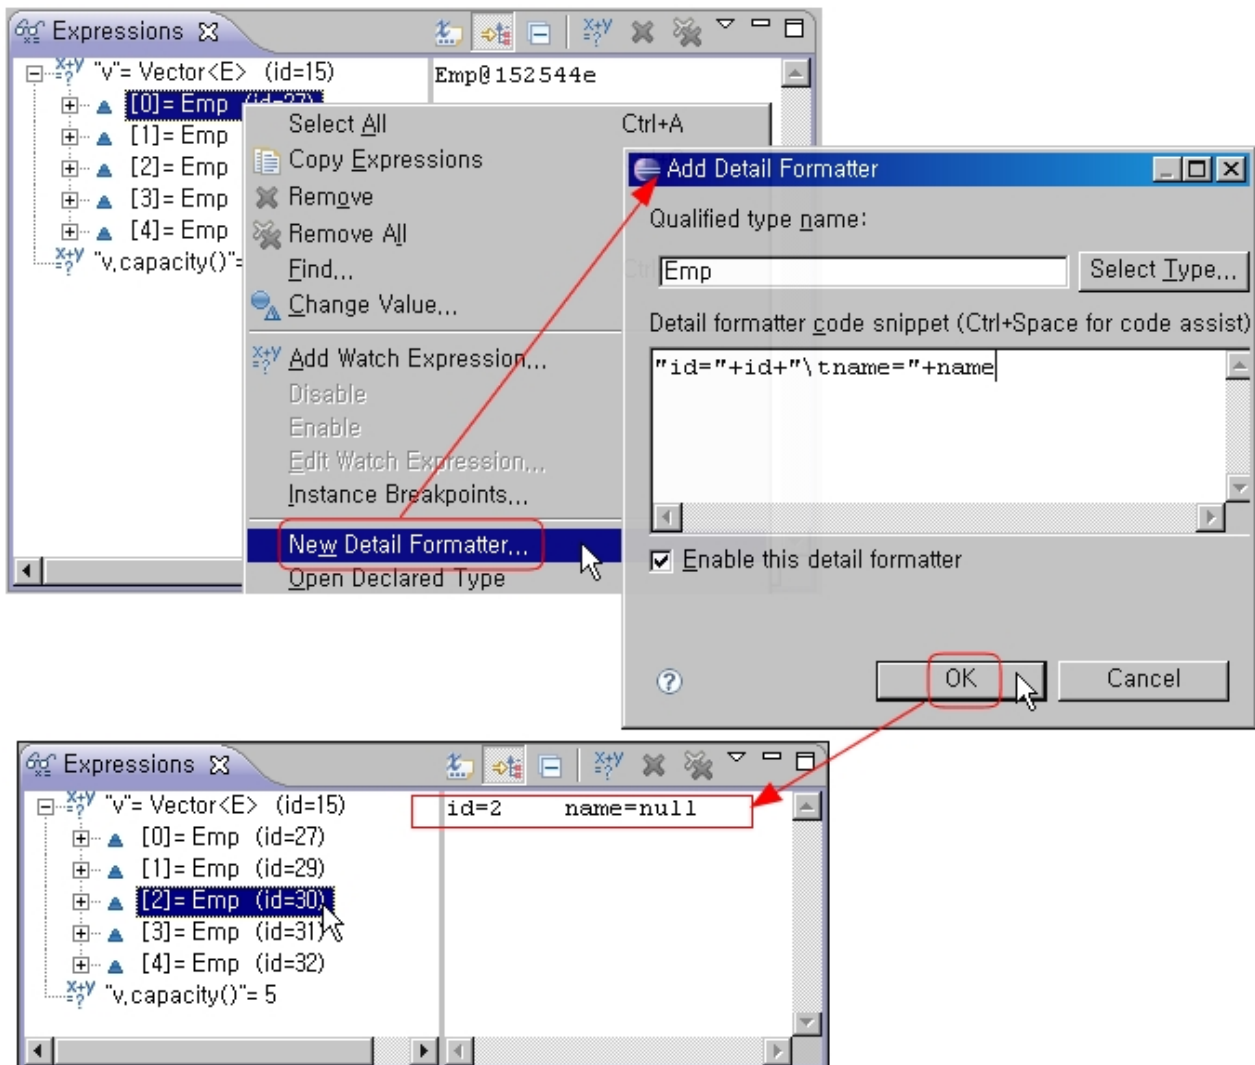 Expressions
"v"= Vector<E> (id=15)
Emp@152544e
[0]= Emp (id=27)
[1]= Emp
[2]= Emp
[3]= Emp
[4]= Emp
"v,capacity()"=
Select All Ctrl+A
Copy Expressions
Remove
Remove All
Find...
Change Value...
Add Watch Expression...
Disable
Enable
Edit Watch Expression...
Instance Breakpoints...
New Detail Formatter...
Open Declared Type
Add Detail Formatter
Qualified type name:
Emp
Select Type...
Detail formatter code snippet (Ctrl+Space for code assist)
"id="+id+"\tname="+name
Enable this detail formatter
OK
Cancel
Expressions
"v"= Vector<E> (id=15)
id=2 name=null
[0]= Emp (id=27)
[1]= Emp (id=29)
[2]= Emp (id=30)
[3]= Emp (id=31)
[4]= Emp (id=32)
"v,capacity()"= 5